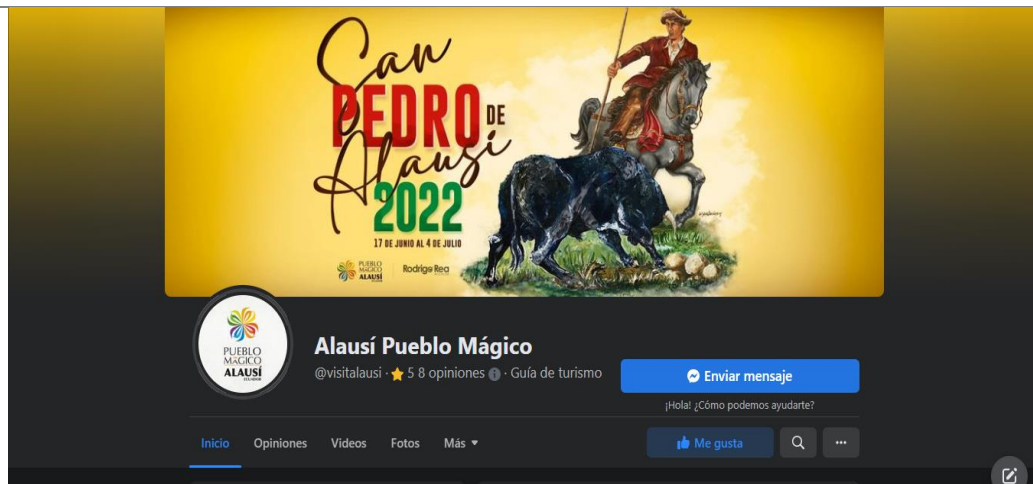 San
PEDRO DE
Alausí
2022
17 DE JUNIO AL 4 DE JULIO
PUEBLO
MÁGICO
ALAUSÍ
Rodrigo Rea
PUEBLO
MÁGICO
ALAUSÍ
ECUADOR
Alausí Pueblo Mágico
@visitalausi · 5 8 opiniones · Guía de turismo
Enviar mensaje
¡Hola! ¿Cómo podemos ayudarte?
Inicio Opiniones Videos Fotos Más Me gusta